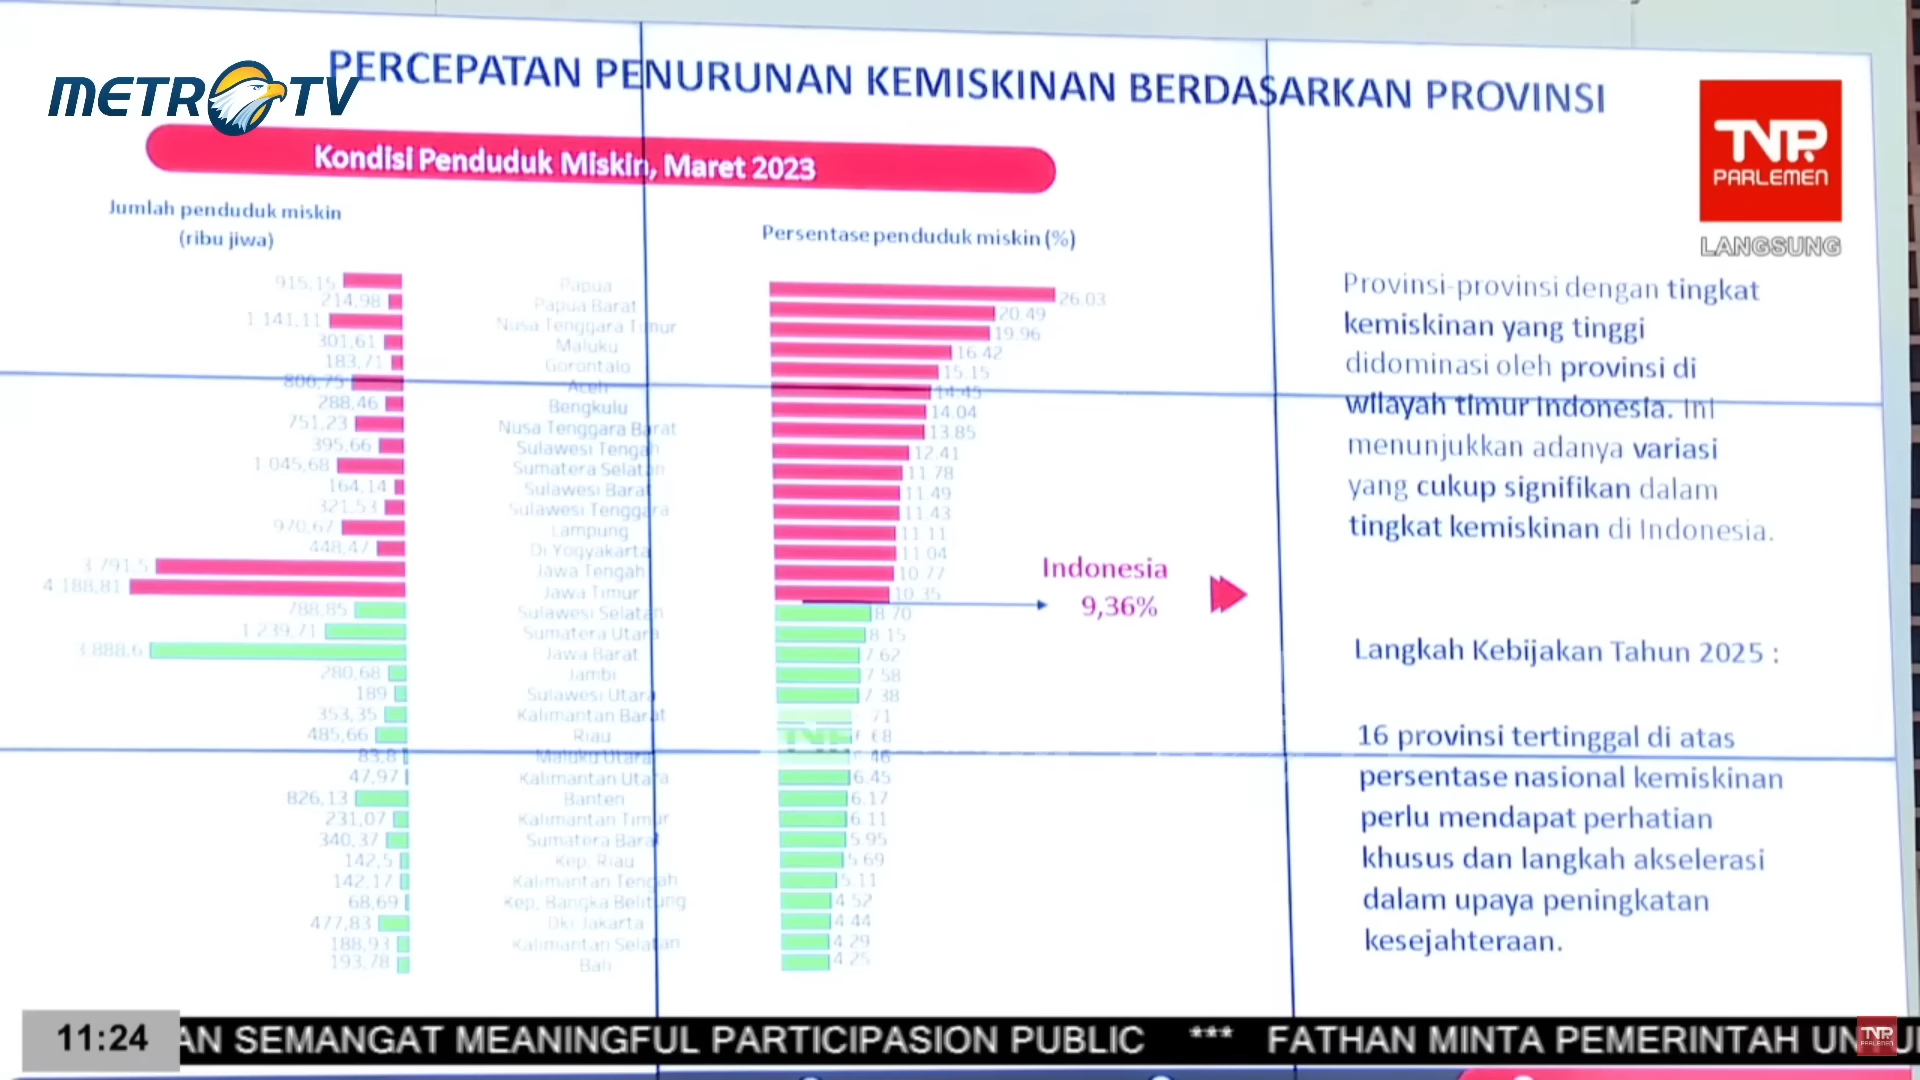 METRO TV
PERCEPATAN PENURUNAN KEMISKINAN BERDASARKAN PROVINSI
TVR
PARLEMEN
LANGSUNG
Kondisi Penduduk Miskin, Maret 2023
Jumlah penduduk miskin
(ribu jiwa)
Persentase penduduk miskin (%)
915,15 Papua 26.03
214,98 Papua Barat 20.49
1 141,11 Nusa Tenggara Timur 19.96
301,61 Maluku 16.42
183,71 Gorontalo 15.15
806,75 Aceh 14.45
288,46 Bengkulu 14.04
751,23 Nusa Tenggara Barat 13.85
395,66 Sulawesi Tengah 12.41
1 045,68 Sumatera Selatan 11.78
164,14 Sulawesi Barat 11.49
321,53 Sulawesi Tenggara 11.43
970,67 Lampung 11.11
448,47 Di Yogyakarta 11.04
3 791,5 Jawa Tengah 10.77
4 188,81 Jawa Timur 10.35
788,85 Sulawesi Selatan 8.70
1 239,71 Sumatera Utara 8.15
3 888,6 Jawa Barat 7.62
280,68 Jambi 7.58
189 Sulawesi Utara 7.38
353,35 Kalimantan Barat 71
485,66 Riau 68
83,8 Maluku Utara 46
47,97 Kalimantan Utara 6.45
826,13 Banten 6.17
231,07 Kalimantan Timur 6.11
340,37 Sumatera Barat 5.95
142,5 Kep. Riau 5.69
142,17 Kalimantan Tengah 5.11
68,69 Kep. Bangka Belitung 4.52
477,83 Dki Jakarta 4.44
188,93 Kalimantan Selatan 4.29
193,78 Bali 4.25
Indonesia
9,36%
Provinsi-provinsi dengan tingkat
kemiskinan yang tinggi
didominasi oleh provinsi di
wilayah timur Indonesia. Ini
menunjukkan adanya variasi
yang cukup signifikan dalam
tingkat kemiskinan di Indonesia.
Langkah Kebijakan Tahun 2025 :
16 provinsi tertinggal di atas
persentase nasional kemiskinan
perlu mendapat perhatian
khusus dan langkah akselerasi
dalam upaya peningkatan
kesejahteraan.
11:24 AN SEMANGAT MEANINGFUL PARTICIPASION PUBLIC *** FATHAN MINTA PEMERINTAH
TVR
PARLEMEN